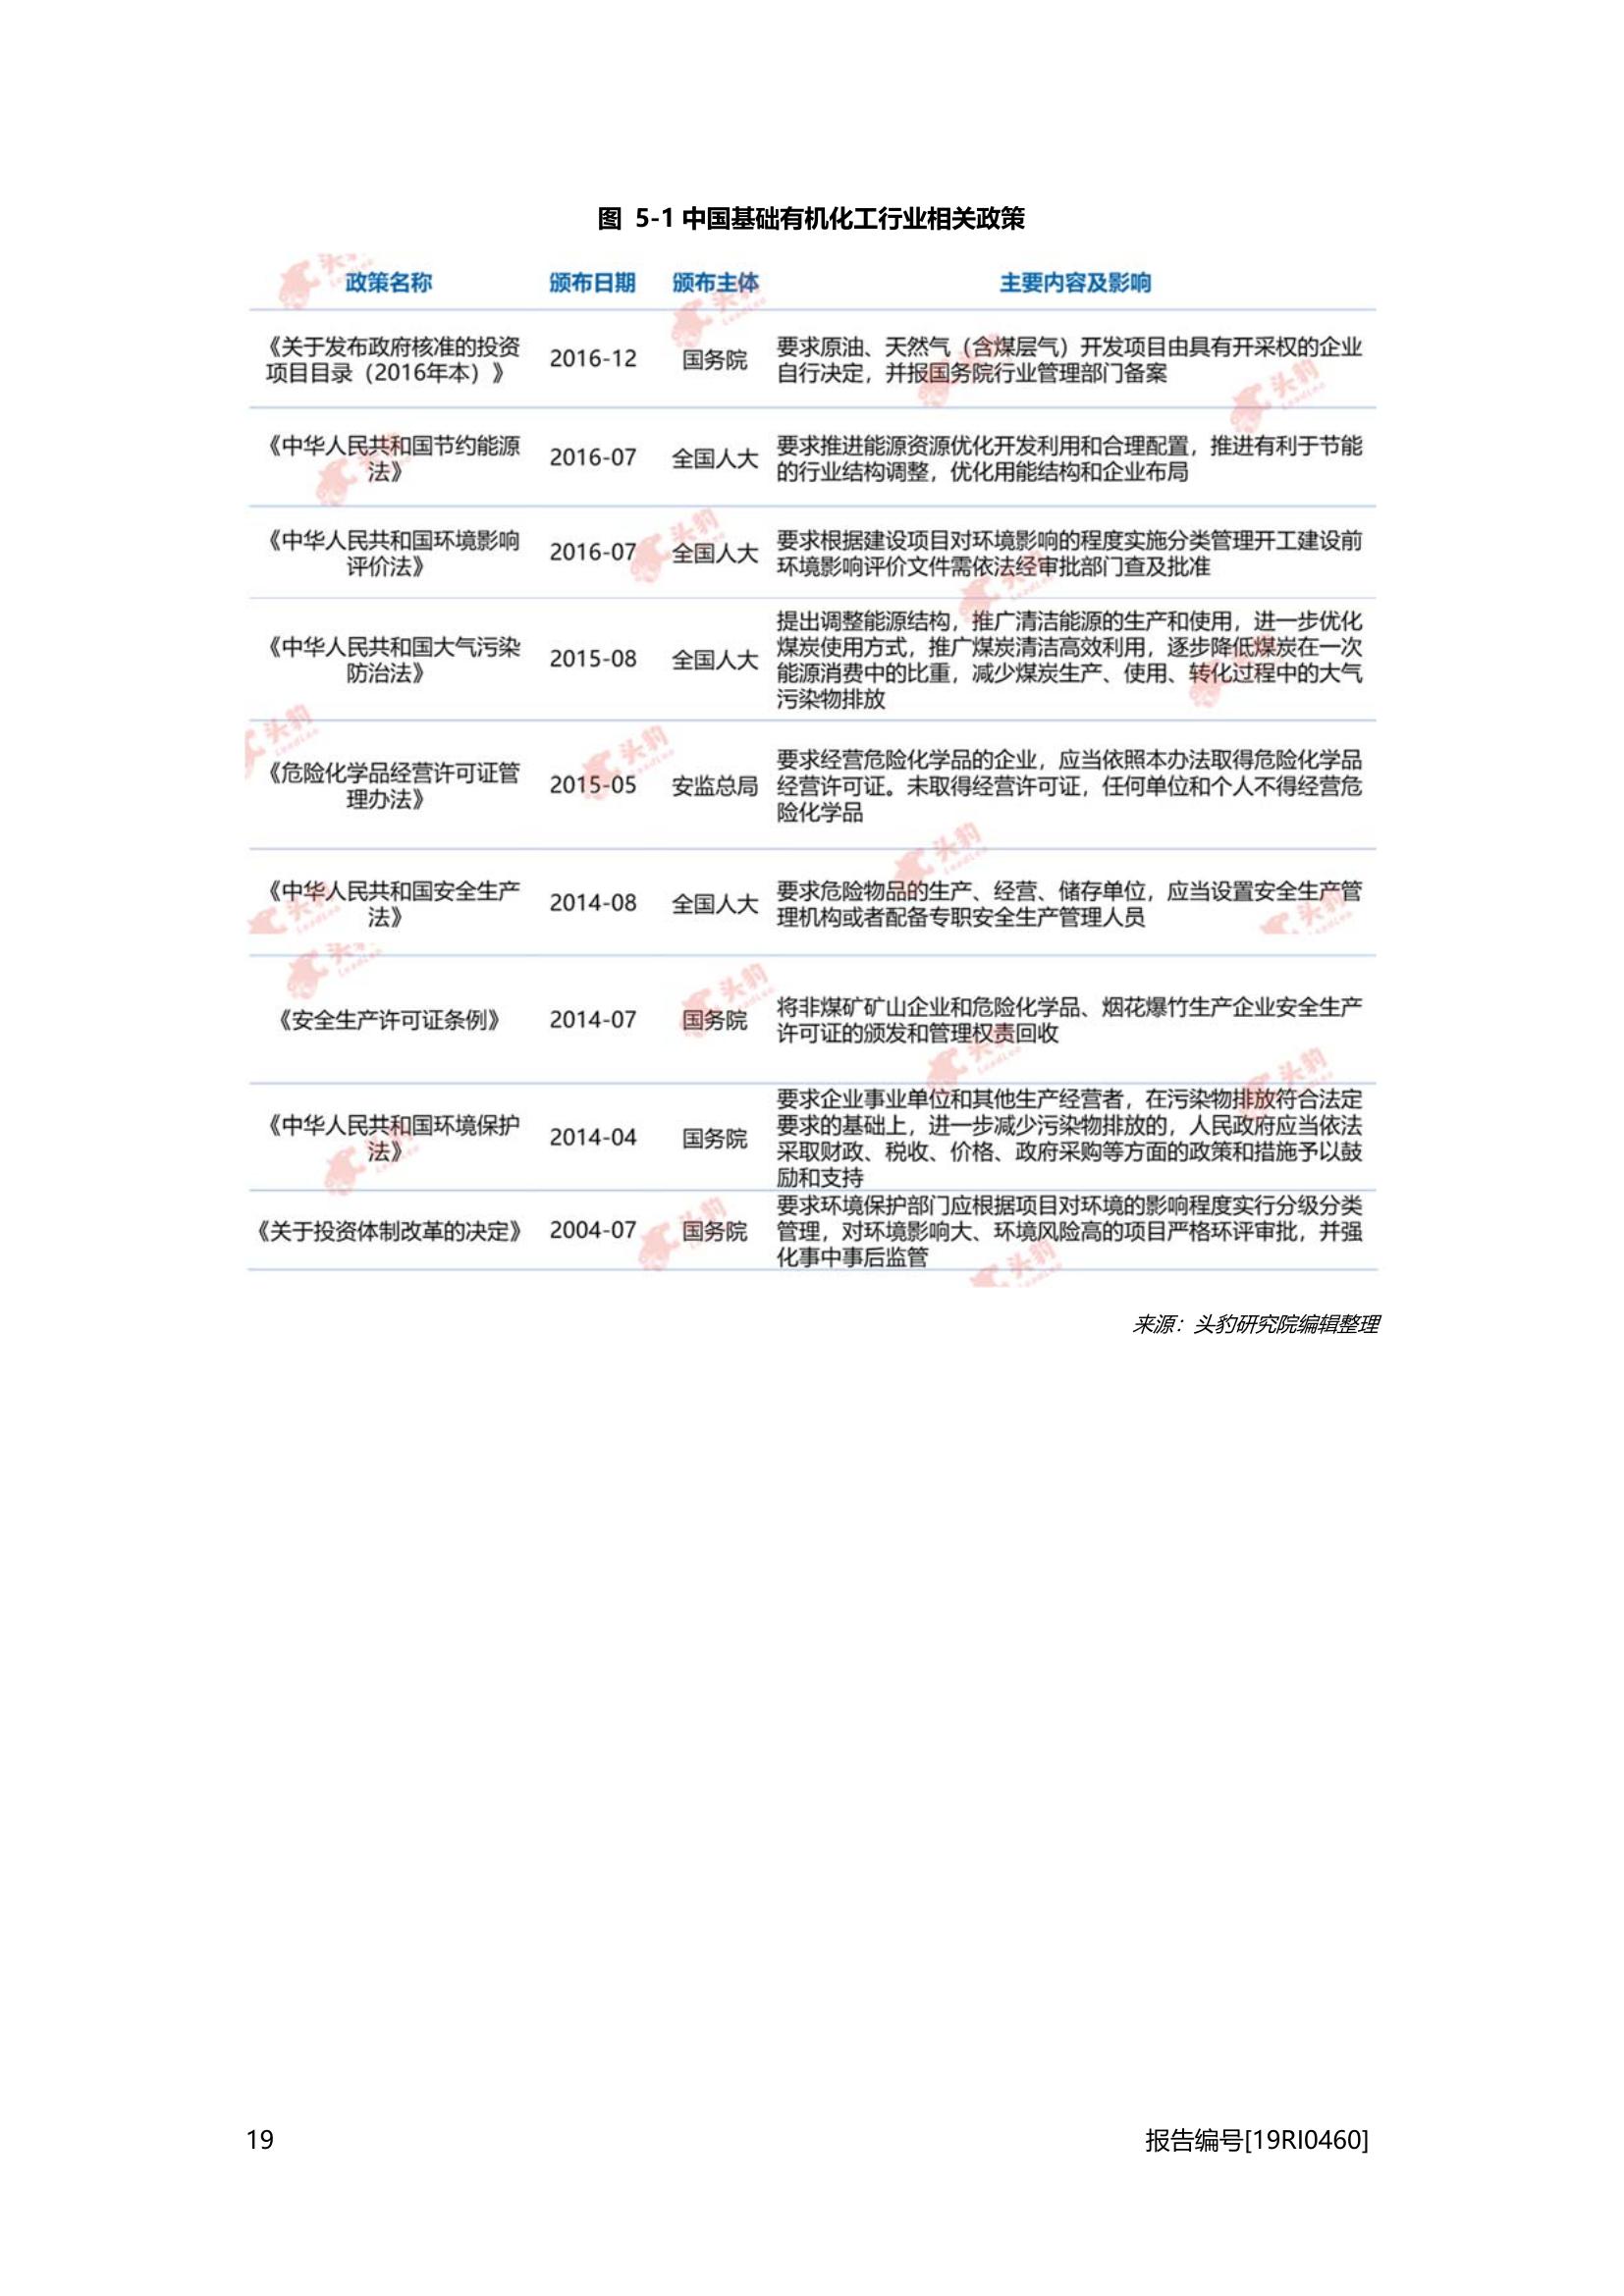 图 5-1 中国基础有机化工行业相关政策
政策名称 颁布日期 颁布主体 主要内容及影响
《关于发布政府核准的投资
项目目录（2016年本）》
2016-12 国务院
要求原油、天然气（含煤层气）开发项目由具有开采权的企业
自行决定，并报国务院行业管理部门备案
《中华人民共和国节约能源
法》
2016-07 全国人大
要求推进能源资源优化开发利用和合理配置，推进有利于节能
的行业结构调整，优化用能结构和企业布局
《中华人民共和国环境影响
评价法》
2016-07 全国人大
要求根据建设项目对环境影响的程度实施分类管理开工建设前
环境影响评价文件需依法经审批部门查及批准
《中华人民共和国大气污染
防治法》
2015-08 全国人大
提出调整能源结构，推广清洁能源的生产和使用，进一步优化
煤炭使用方式，推广煤炭清洁高效利用，逐步降低煤炭在一次
能源消费中的比重，减少煤炭生产、使用、转化过程中的大气
污染物排放
《危险化学品经营许可证管
理办法》
2015-05 安监总局
要求经营危险化学品的企业，应当依照本办法取得危险化学品
经营许可证。未取得经营许可证，任何单位和个人不得经营危
险化学品
《中华人民共和国安全生产
法》
2014-08 全国人大
要求危险物品的生产、经营、储存单位，应当设置安全生产管
理机构或者配备专职安全生产管理人员
《安全生产许可证条例》
2014-07 国务院
将非煤矿矿山企业和危险化学品、烟花爆竹生产企业安全生产
许可证的颁发和管理权责回收
《中华人民共和国环境保护
法》
2014-04 国务院
要求企业事业单位和其他生产经营者，在污染物排放符合法定
要求的基础上，进一步减少污染物排放的，人民政府应当依法
采取财政、税收、价格、政府采购等方面的政策和措施予以鼓
励和支持
《关于投资体制改革的决定》
2004-07 国务院
要求环境保护部门应根据项目对环境的影响程度实行分级分类
管理，对环境影响大、环境风险高的项目严格环评审批，并强
化事中事后监管
来源：头豹研究院编辑整理
19 报告编号[19RI0460]